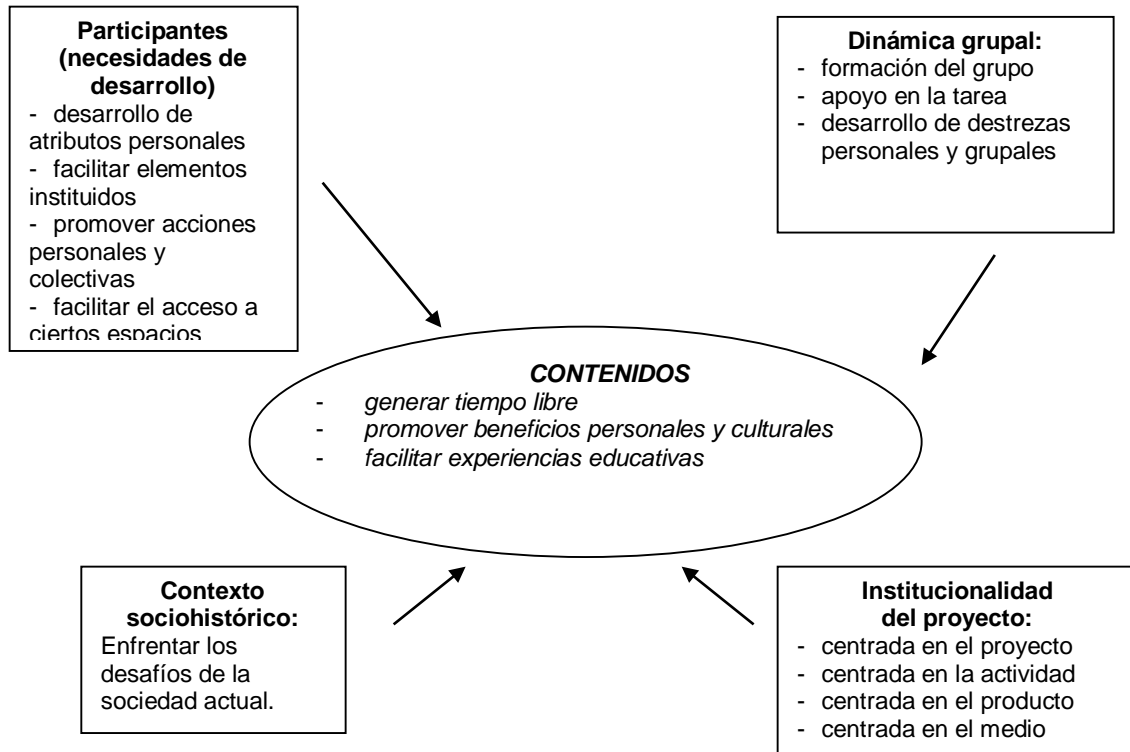 Participantes
(necesidades de
desarrollo)
- desarrollo de
atributos personales
- facilitar elementos
instituidos
- promover acciones
personales y
colectivas
- facilitar el acceso a
ciertos espacios
Dinámica grupal:
- formación del grupo
- apoyo en la tarea
- desarrollo de destrezas
personales y grupales
CONTENIDOS
- generar tiempo libre
- promover beneficios personales y culturales
- facilitar experiencias educativas
Contexto
sociohistórico:
Enfrentar los
desafíos de la
sociedad actual.
Institucionalidad
del proyecto:
- centrada en el proyecto
- centrada en la actividad
- centrada en el producto
- centrada en el medio